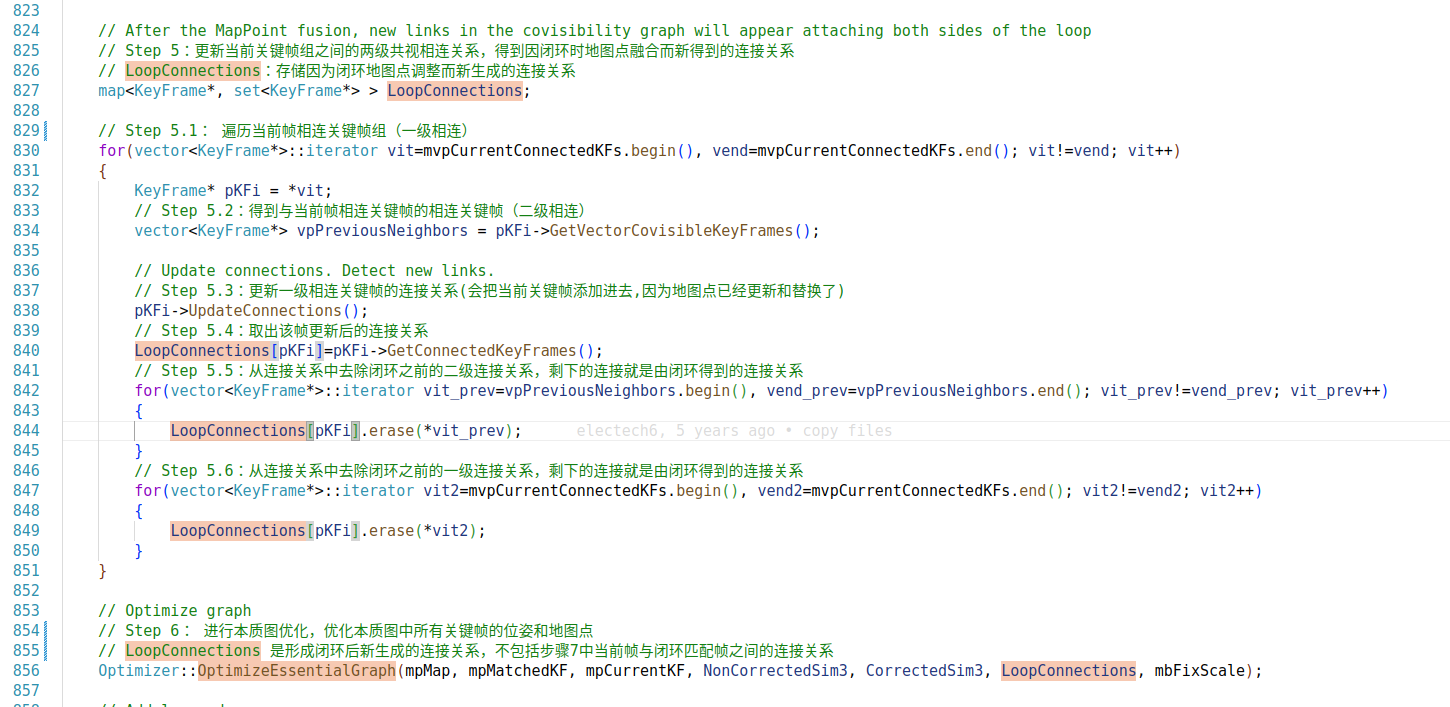 823
824 // After the MapPoint fusion, new links in the covisibility graph will appear attaching both sides of the loop
825 // Step 5：更新当前关键帧组之间的两级共视相连关系，得到因闭环时地图点融合而新得到的连接关系
826 // LoopConnections：存储因为闭环地图点调整而新生成的连接关系
827 map<KeyFrame*, set<KeyFrame*> > LoopConnections;
828
829 // Step 5.1： 遍历当前帧相连关键帧组（一级相连）
830 for(vector<KeyFrame*>::iterator vit=mvpCurrentConnectedKFs.begin(), vend=mvpCurrentConnectedKFs.end(); vit!=vend; vit++)
831 {
832 KeyFrame* pKFi = *vit;
833 // Step 5.2：得到与当前帧相连关键帧的相连关键帧（二级相连）
834 vector<KeyFrame*> vpPreviousNeighbors = pKFi->GetVectorCovisibleKeyFrames();
835
836 // Update connections. Detect new links.
837 // Step 5.3：更新一级相连关键帧的连接关系(会把当前关键帧添加进去,因为地图点已经更新和替换了)
838 pKFi->UpdateConnections();
839 // Step 5.4：取出该帧更新后的连接关系
840 LoopConnections[pKFi]=pKFi->GetConnectedKeyFrames();
841 // Step 5.5：从连接关系中去除闭环之前的二级连接关系，剩下的连接就是由闭环得到的连接关系
842 for(vector<KeyFrame*>::iterator vit_prev=vpPreviousNeighbors.begin(), vend_prev=vpPreviousNeighbors.end(); vit_prev!=vend_prev; vit_prev++)
843 {
844 LoopConnections[pKFi].erase(*vit_prev); electech6, 5 years ago • copy files
845 }
846 // Step 5.6：从连接关系中去除闭环之前的一级连接关系，剩下的连接就是由闭环得到的连接关系
847 for(vector<KeyFrame*>::iterator vit2=mvpCurrentConnectedKFs.begin(), vend2=mvpCurrentConnectedKFs.end(); vit2!=vend2; vit2++)
848 {
849 LoopConnections[pKFi].erase(*vit2);
850 }
851 }
852
853 // Optimize graph
854 // Step 6： 进行本质图优化，优化本质图中所有关键帧的位姿和地图点
855 // LoopConnections 是形成闭环后新生成的连接关系，不包括步骤7中当前帧与闭环匹配帧之间的连接关系
856 Optimizer::OptimizeEssentialGraph(mpMap, mpMatchedKF, mpCurrentKF, NonCorrectedSim3, CorrectedSim3, LoopConnections, mbFixScale);
857